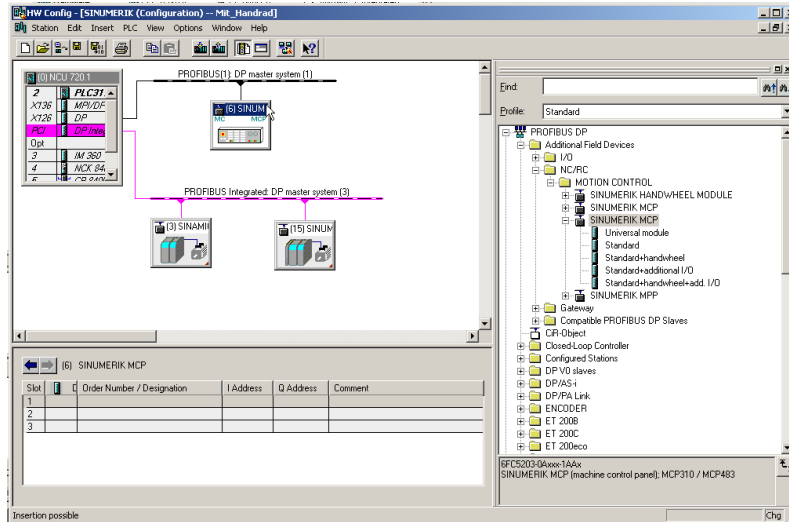 HW Config - [SINUMERIK (Configuration) -- Mit_Handrad]
Station Edit Insert PLC View Options Window Help
(0) NCU 720.1
2 PLC31
X136 MPI/DP
X126 DP
PCI DP Integ
Opt
3 IM 360
4 NCK 840
PROFIBUS(1): DP master system (1)
(6) SINUM
MC MCP
PROFIBUS Integrated: DP master system (3)
(3) SINAMI
(15) SINUM
(6) SINUMERIK MCP
Slot D Order Number / Designation I Address Q Address Comment
1
2
3
Insertion possible
Find:
Profile: Standard
PROFIBUS DP
Additional Field Devices
I/O
NC/RC
MOTION CONTROL
SINUMERIK HANDWHEEL MODULE
SINUMERIK MCP
SINUMERIK MCP
Universal module
Standard
Standard+handwheel
Standard+additional I/O
Standard+handwheel+add. I/O
SINUMERIK MPP
Gateway
Compatible PROFIBUS DP Slaves
CiR-Object
Closed-Loop Controller
Configured Stations
DP V0 slaves
DP/AS-i
DP/PA Link
ENCODER
ET 200B
ET 200C
ET 200eco
6FC5203-0Axxx-1AAx
SINUMERIK MCP (machine control panel); MCP310 / MCP483
Chg